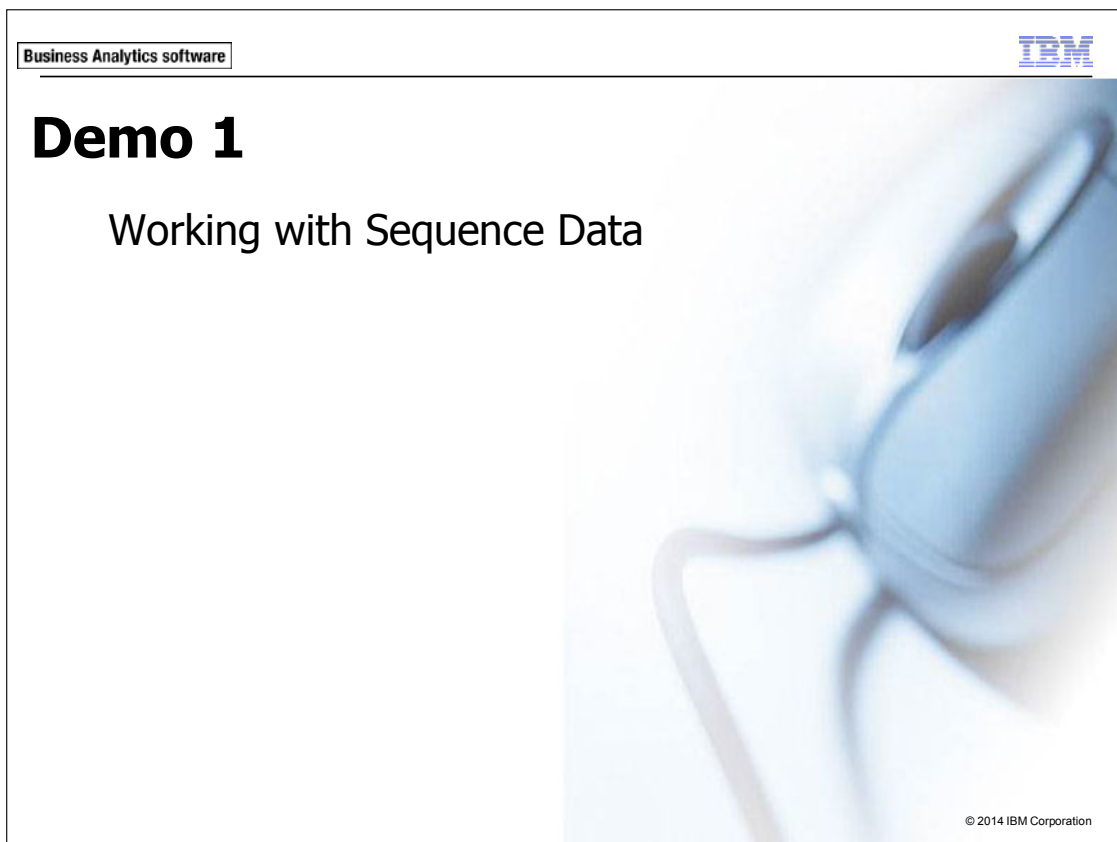 Business Analytics software
IBM
Demo 1
Working with Sequence Data
© 2014 IBM Corporation